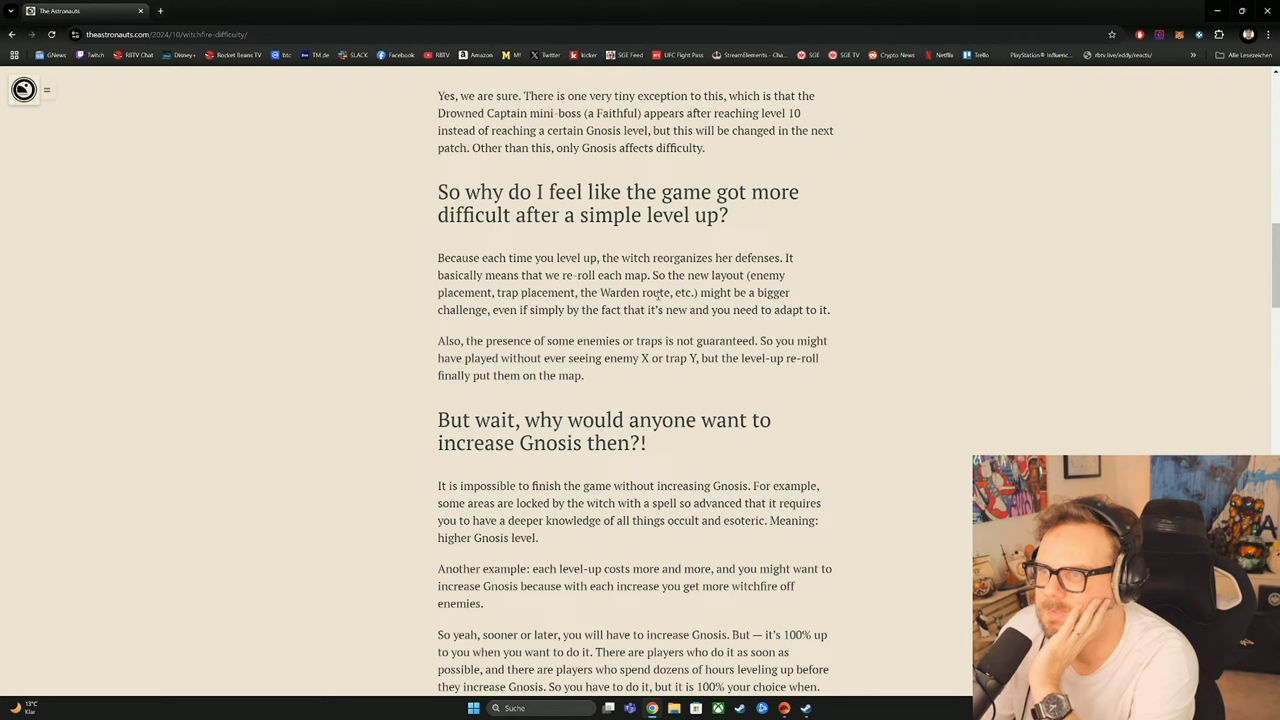 The Astronauts
theastronauts.com/2024/10/witchfire-difficulty/
GNews Twitch RBTV Chat Disney+ Rocket Beans TV btc TM.de SLACK Facebook RBTV Amazon M! Twitter kicker SGE Feed UFC Fight Pass StreamElements - Cham... SGE SGE TV Crypto News Netflix Trello PlayStation® Influenc... rbtv.loc/eddy/reacts/ » Alle Lesezeichen
Yes, we are sure. There is one very tiny exception to this, which is that the
Drowned Captain mini-boss (a Faithful) appears after reaching level 10
instead of reaching a certain Gnosis level, but this will be changed in the next
patch. Other than this, only Gnosis affects difficulty.
So why do I feel like the game got more
difficult after a simple level up?
Because each time you level up, the witch reorganizes her defenses. It
basically means that we re-roll each map. So the new layout (enemy
placement, trap placement, the Warden route, etc.) might be a bigger
challenge, even if simply by the fact that it's new and you need to adapt to it.
Also, the presence of some enemies or traps is not guaranteed. So you might
have played without ever seeing enemy X or trap Y, but the level-up re-roll
finally put them on the map.
But wait, why would anyone want to
increase Gnosis then?!
It is impossible to finish the game without increasing Gnosis. For example,
some areas are locked by the witch with a spell so advanced that it requires
you to have a deeper knowledge of all things occult and esoteric. Meaning:
higher Gnosis level.
Another example: each level-up costs more and more, and you might want to
increase Gnosis because with each increase you get more witchfire off
enemies.
So yeah, sooner or later, you will have to increase Gnosis. But — it's 100% up
to you when you want to do it. There are players who do it as soon as
possible, and there are players who spend dozens of hours leveling up before
they increase Gnosis. So you have to do it, but it is 100% your choice when.
13°C
Klar
Suche